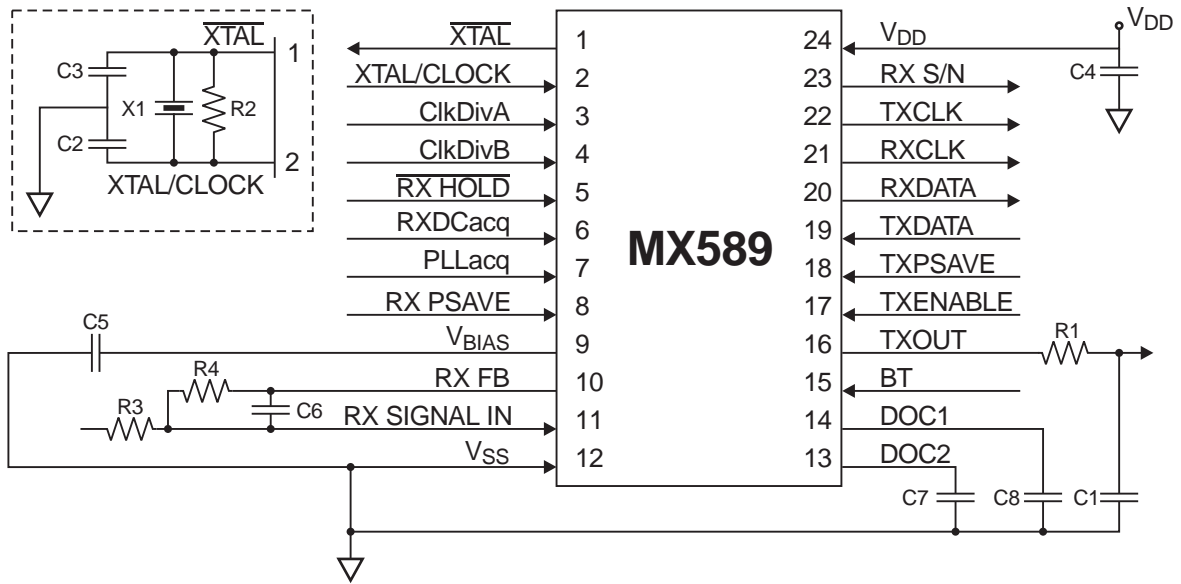 XTAL
1
C3
X1
R2
C2
2
XTAL/CLOCK
XTAL 1
XTAL/CLOCK 2
ClkDivA 3
ClkDivB 4
RX HOLD 5
RXDCacq 6
PLLacq 7
RX PSAVE 8
C5
VBIAS 9
R4
RX FB 10
R3
C6
RX SIGNAL IN 11
VSS 12
MX589
24 VDD
VDD
C4
23 RX S/N
22 TXCLK
21 RXCLK
20 RXDATA
19 TXDATA
18 TXPSAVE
17 TXENABLE
16 TXOUT
R1
15 BT
14 DOC1
13 DOC2
C7
C8
C1